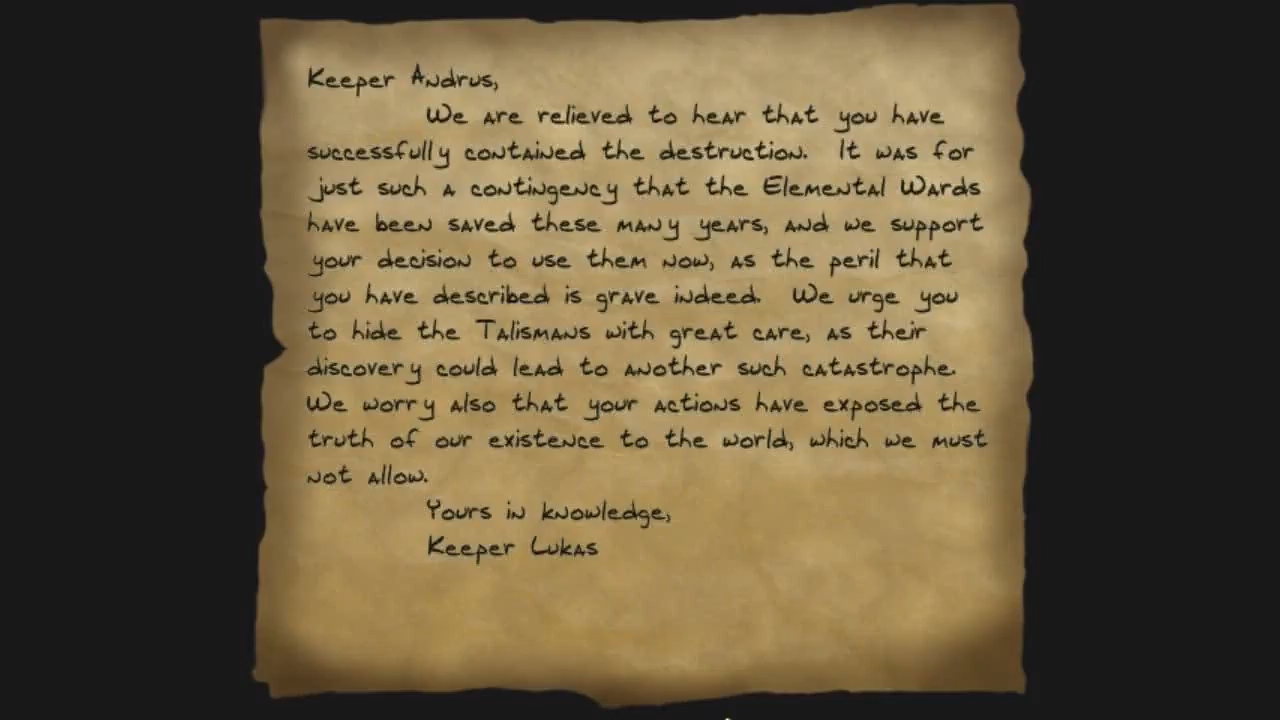 Keeper Andrus,
We are relieved to hear that you have
successfully contained the destruction. It was for
just such a contingency that the Elemental Wards
have been saved these many years, and we support
your decision to use them now, as the peril that
you have described is grave indeed. We urge you
to hide the Talismans with great care, as their
discovery could lead to another such catastrophe.
We worry also that your actions have exposed the
truth of our existence to the world, which we must
not allow.
Yours in knowledge,
Keeper Lukas